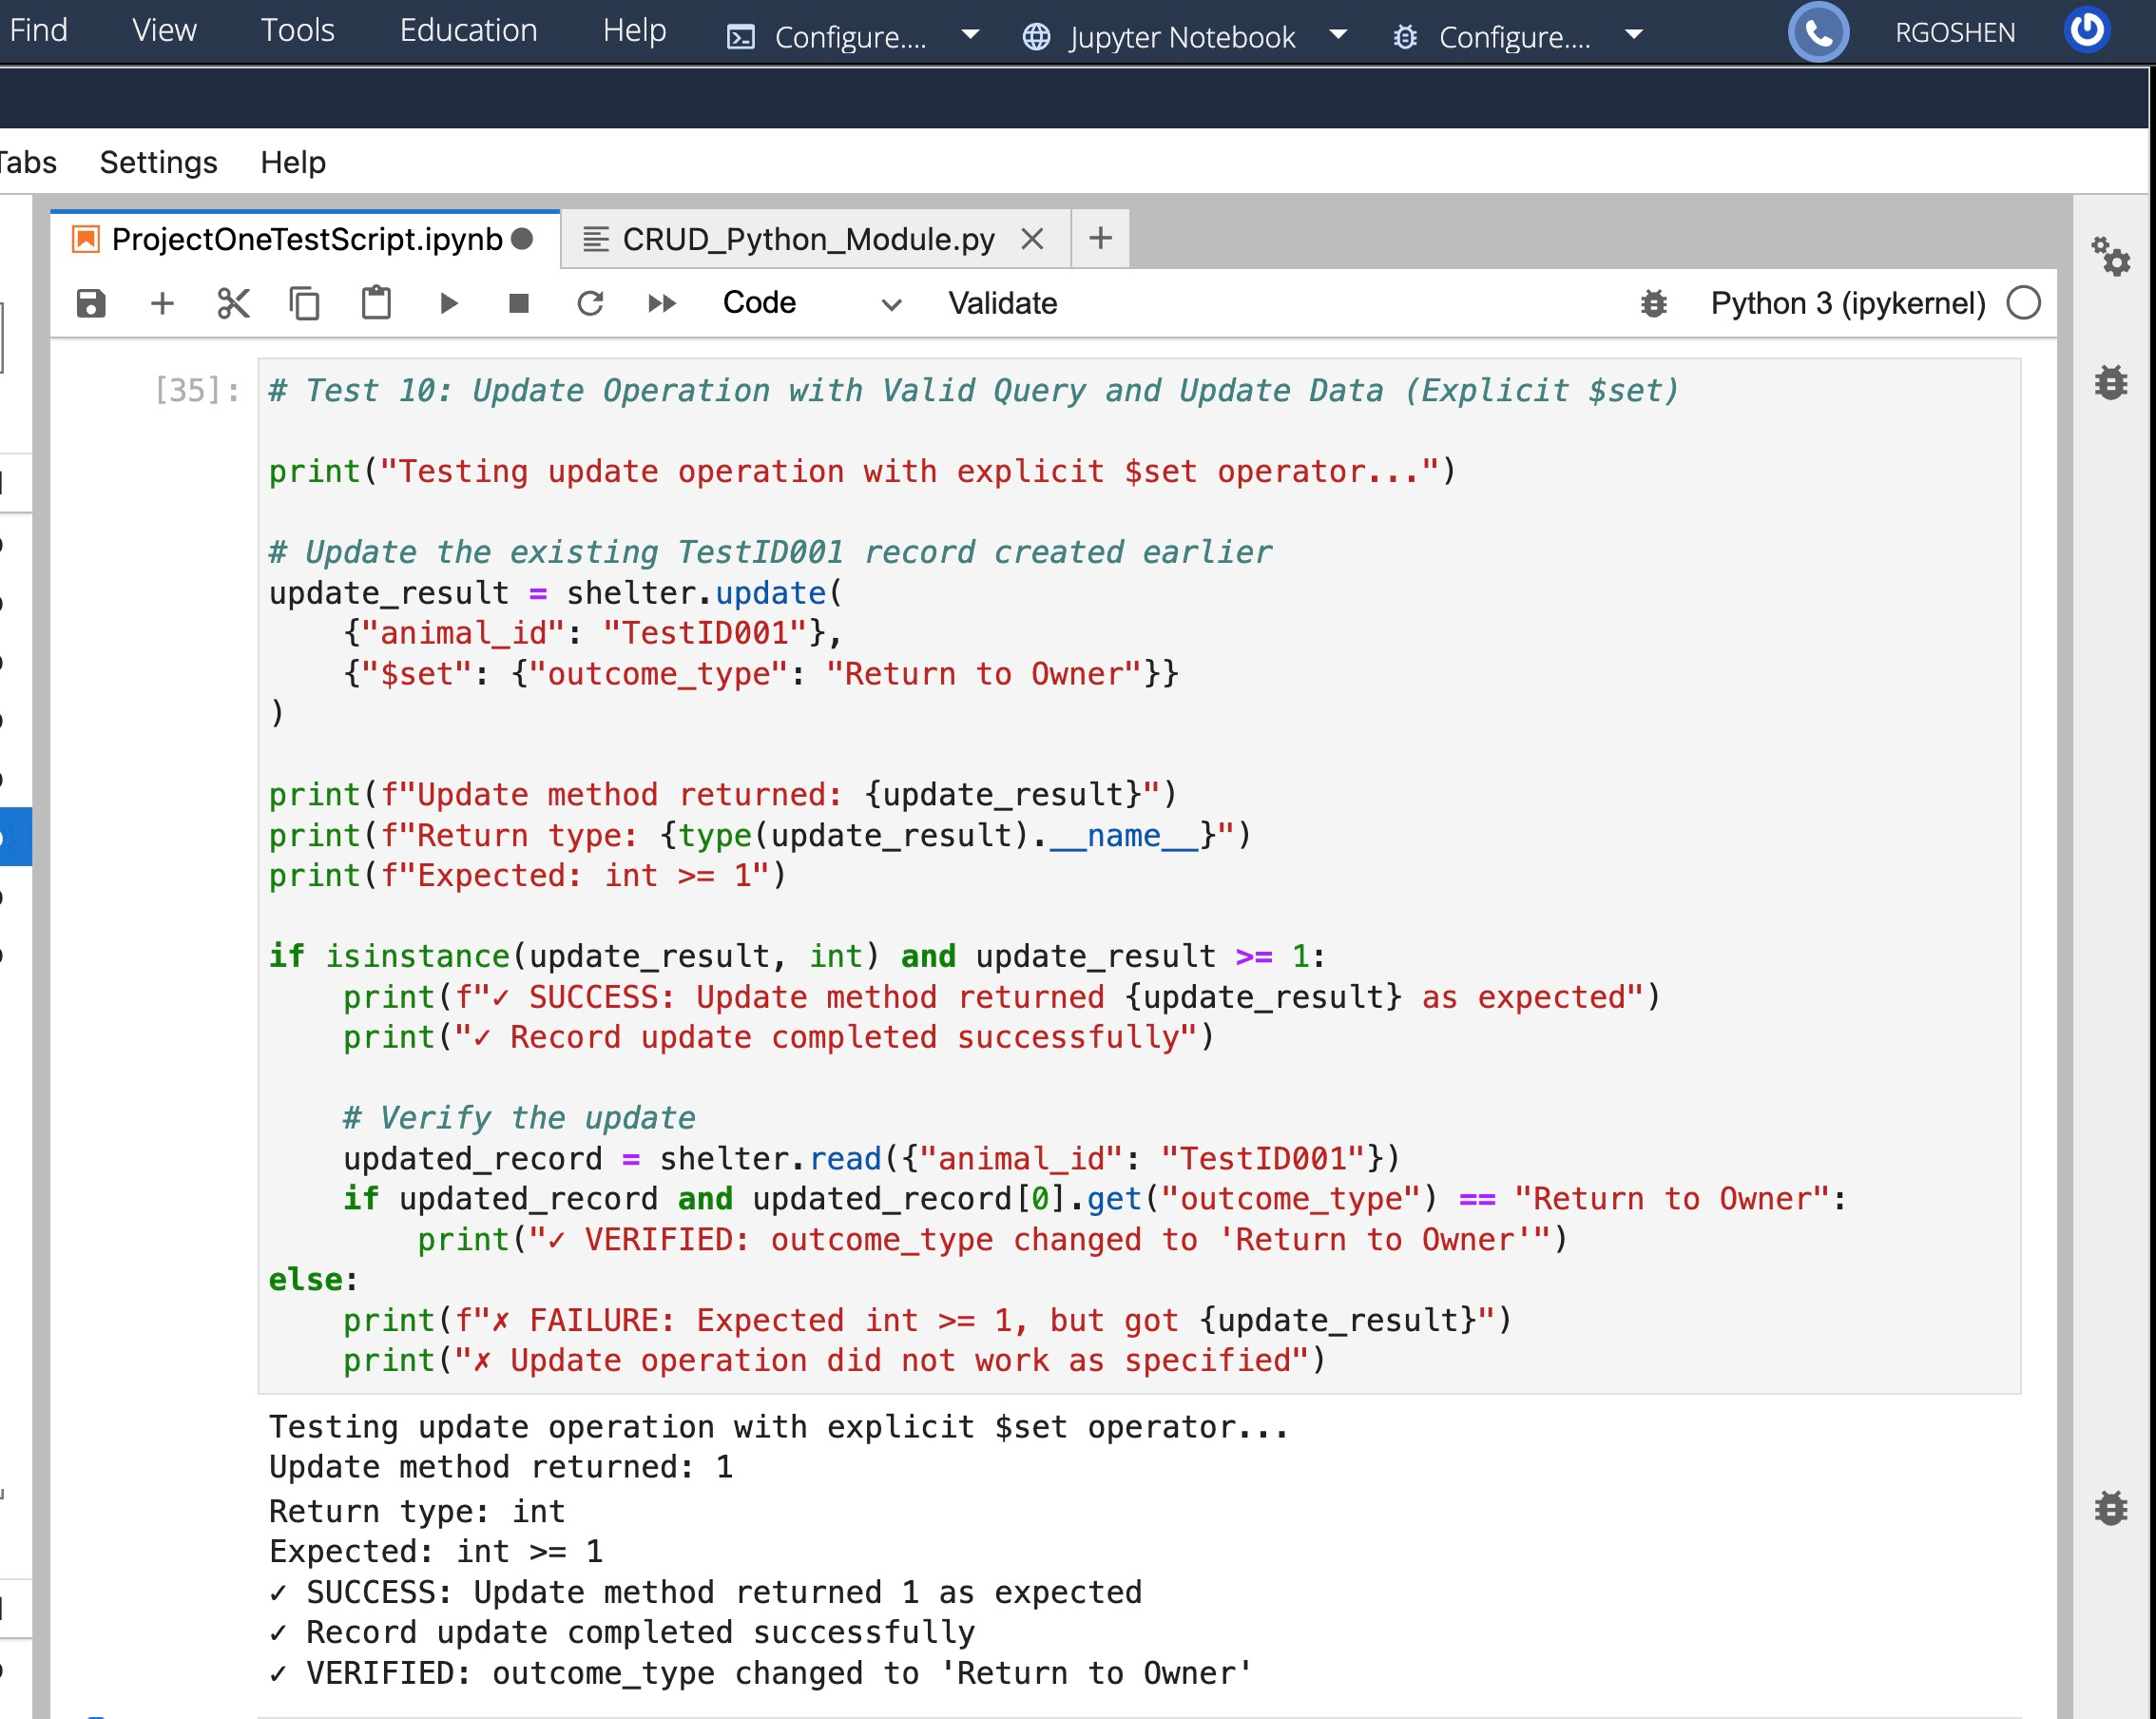 Find View Tools Education Help Configure.... Jupyter Notebook Configure.... RGOSHEN
Tabs Settings Help
ProjectOneTestScript.ipynb CRUD_Python_Module.py
Code Validate Python 3 (ipykernel)
[35]: # Test 10: Update Operation with Valid Query and Update Data (Explicit $set)
print("Testing update operation with explicit $set operator...")
# Update the existing TestID001 record created earlier
update_result = shelter.update(
    {"animal_id": "TestID001"},
    {"$set": {"outcome_type": "Return to Owner"}}
)
print(f"Update method returned: {update_result}")
print(f"Return type: {type(update_result).__name__}")
print(f"Expected: int >= 1")
if isinstance(update_result, int) and update_result >= 1:
    print(f"✓ SUCCESS: Update method returned {update_result} as expected")
    print("✓ Record update completed successfully")
    # Verify the update
    updated_record = shelter.read({"animal_id": "TestID001"})
    if updated_record and updated_record[0].get("outcome_type") == "Return to Owner":
        print("✓ VERIFIED: outcome_type changed to 'Return to Owner'")
else:
    print(f"✗ FAILURE: Expected int >= 1, but got {update_result}")
    print("✗ Update operation did not work as specified")
Testing update operation with explicit $set operator...
Update method returned: 1
Return type: int
Expected: int >= 1
✓ SUCCESS: Update method returned 1 as expected
✓ Record update completed successfully
✓ VERIFIED: outcome_type changed to 'Return to Owner'